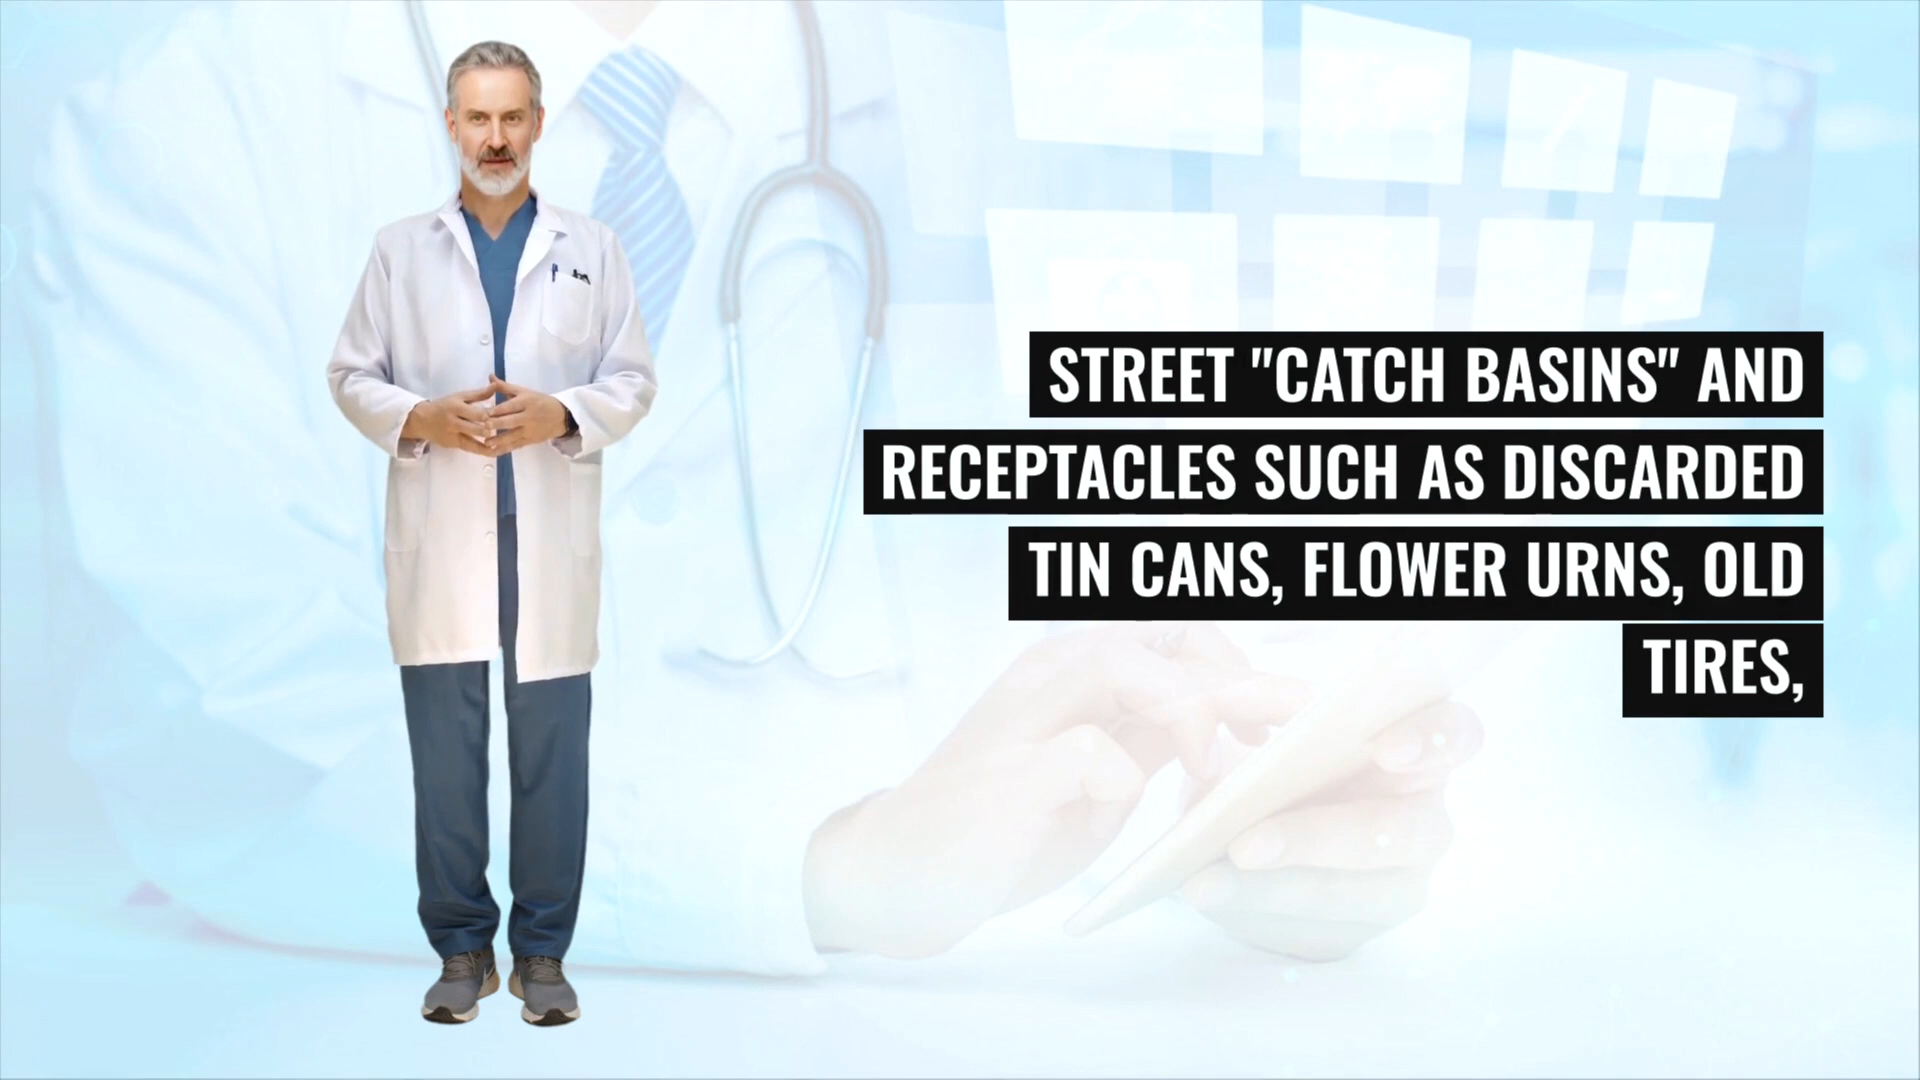 STREET "CATCH BASINS" AND
RECEPTACLES SUCH AS DISCARDED
TIN CANS, FLOWER URNS, OLD
TIRES,